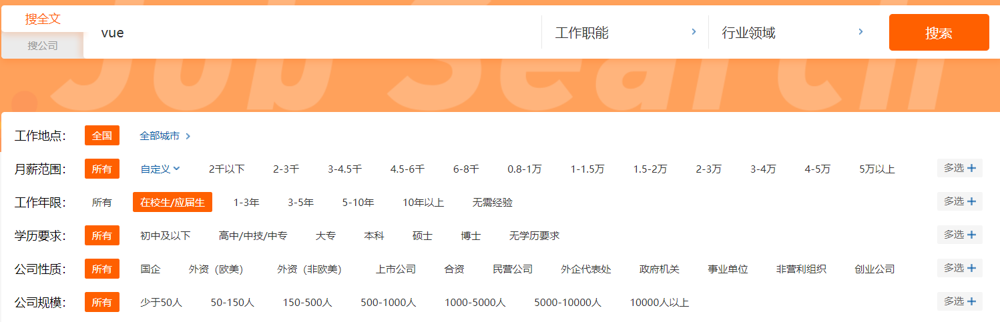 搜全文
vue 工作职能 行业领域 搜索
搜公司
Job Search
工作地点： 全国 全部城市
月薪范围： 所有 自定义 2千以下 2-3千 3-4.5千 4.5-6千 6-8千 0.8-1万 1-1.5万 1.5-2万 2-3万 3-4万 4-5万 5万以上 多选
工作年限： 所有 在校生/应届生 1-3年 3-5年 5-10年 10年以上 无需经验 多选
学历要求： 所有 初中及以下 高中/中技/中专 大专 本科 硕士 博士 无学历要求 多选
公司性质： 所有 国企 外资（欧美） 外资（非欧美） 上市公司 合资 民营公司 外企代表处 政府机关 事业单位 非营利组织 创业公司 多选
公司规模： 所有 少于50人 50-150人 150-500人 500-1000人 1000-5000人 5000-10000人 10000人以上 多选